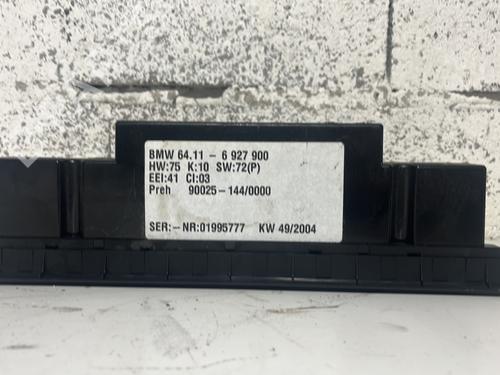 BMW 64.11 - 6 927 900
HW:75 K:10 SW:72(P)
EEI:41 CI:03
Preh 90025-144/0000
SER:-NR:01995777 KW 49/2004